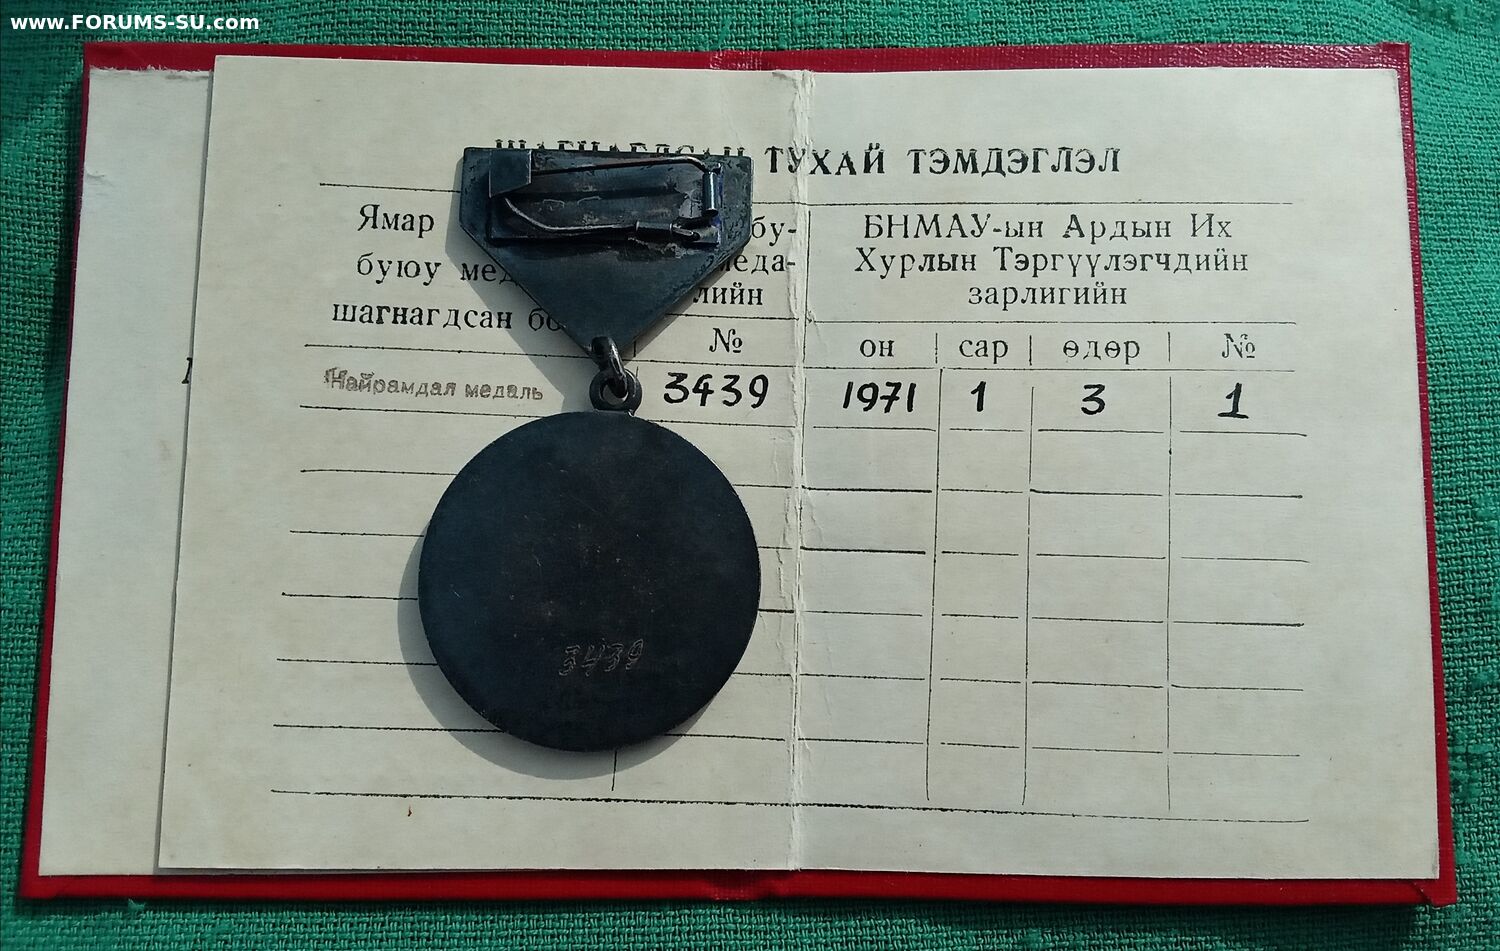 www.FORUMS-SU.com
ТУХАЙ ТЭМДЭГЛЭЛ
Ямар бу-
буюу меда-
лийн
шагнагдсан
№
БНМАУ-ын Ардын Их
Хурлын Тэргүүлэгчдийн
зарлигийн
он сар өдөр №
Найрамдал медаль 3439 1971 1 3 1
3439